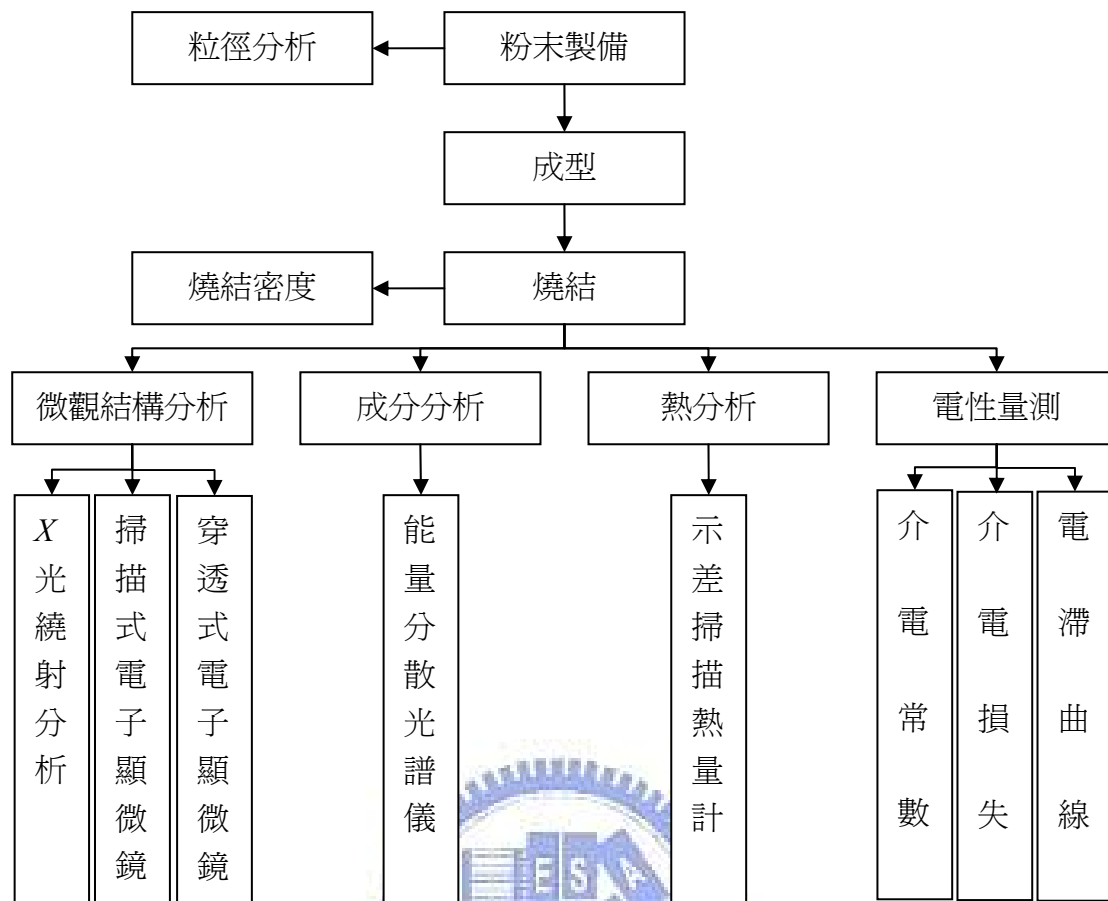 粒徑分析
粉末製備
成型
燒結密度
燒結
微觀結構分析
成分分析
熱分析
電性量測
X光繞射分析
掃描式電子顯微鏡
穿透式電子顯微鏡
能量分散光譜儀
示差掃描熱量計
介電常數
介電損失
電滯曲線
ESA